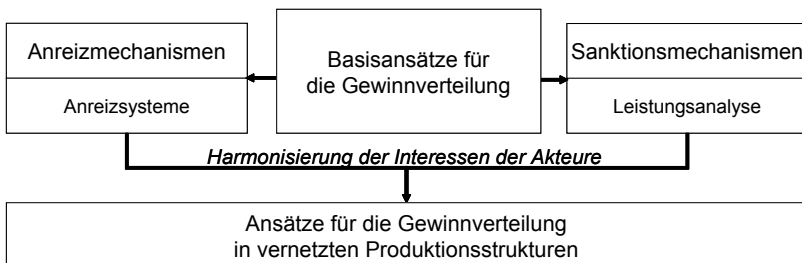 Anreizmechanismen
Anreizsysteme
Basisansätze für
die Gewinnverteilung
Sanktionsmechanismen
Leistungsanalyse
Harmonisierung der Interessen der Akteure
Ansätze für die Gewinnverteilung
in vernetzten Produktionsstrukturen